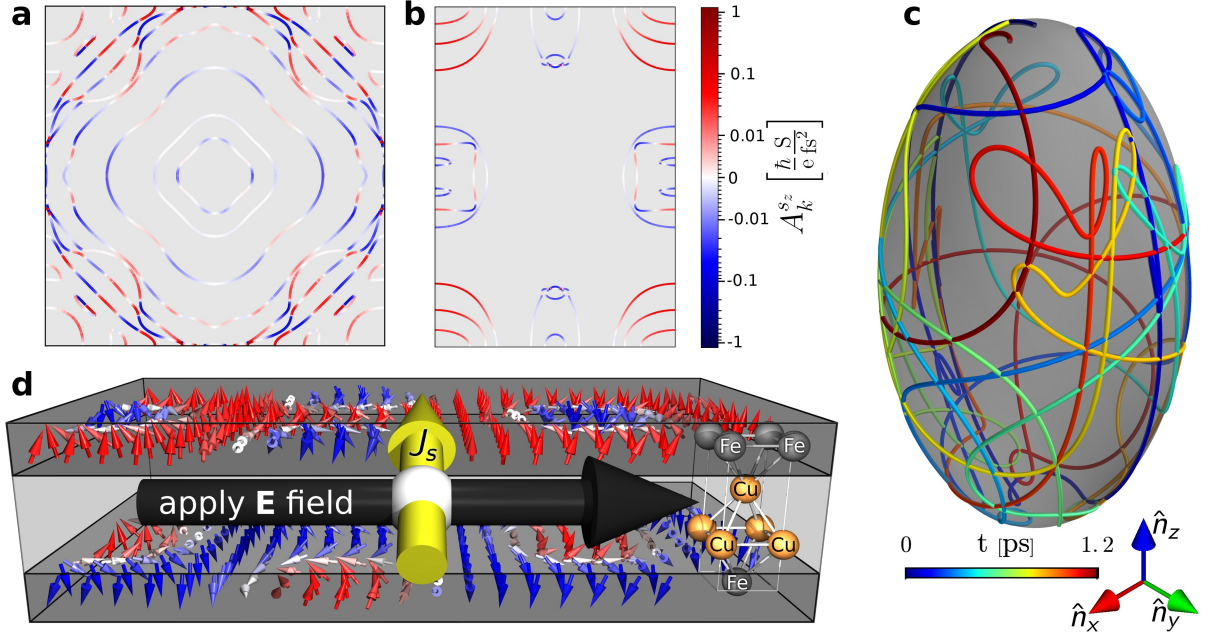 a
b
c
1
0.1
0.01
0
-0.01
-0.1
-1
A_k^{s_z} [ħ/e S/fs²]
0 t [ps] 1.2
n̂_z
n̂_x
n̂_y
d
J_s
apply E field
Fe
Fe
Cu
Cu
Cu
Fe